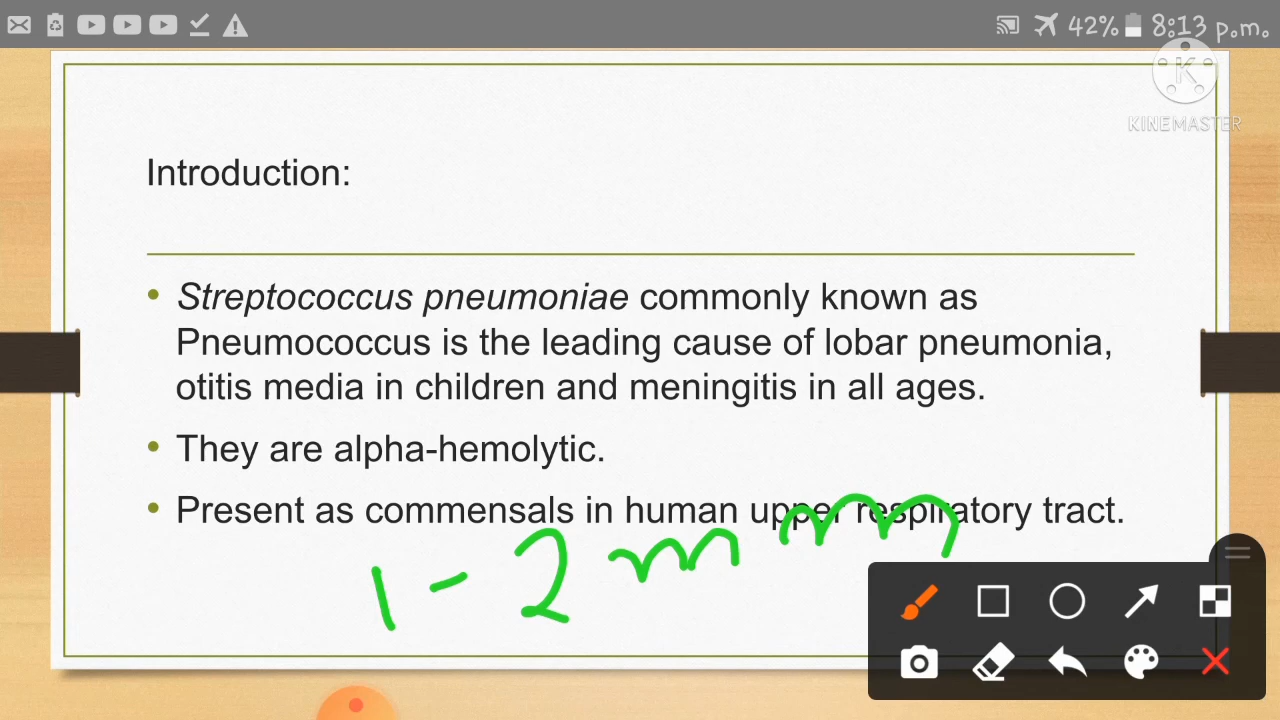 42% 8:13 p.m.
KINEMASTER
Introduction:
• Streptococcus pneumoniae commonly known as
Pneumococcus is the leading cause of lobar pneumonia,
otitis media in children and meningitis in all ages.
• They are alpha-hemolytic.
• Present as commensals in human upper respiratory tract.
1-2 mm